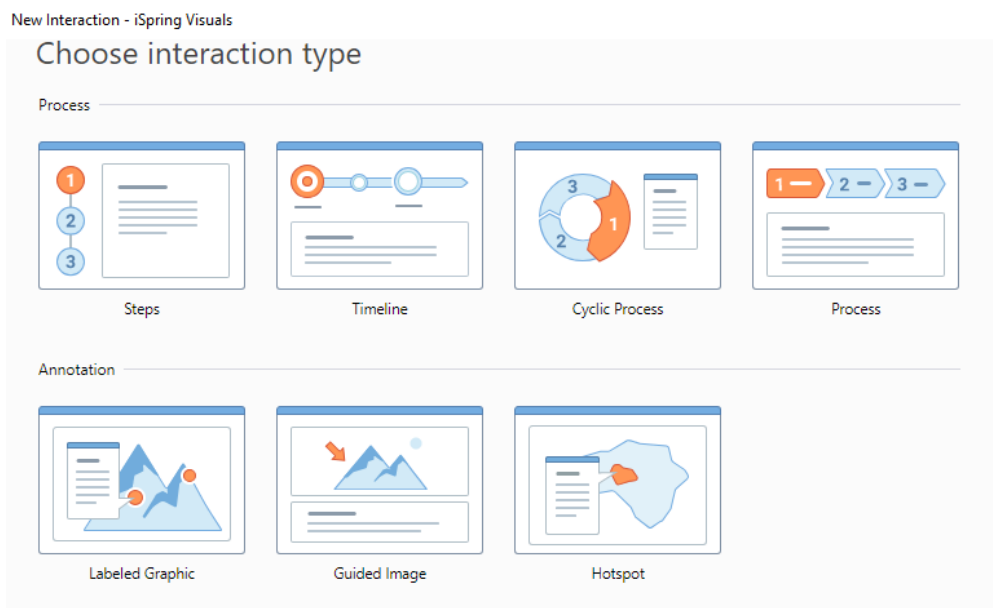 New Interaction - iSpring Visuals
Choose interaction type
Process
1
2
3
3
1
2
1
2
3
Steps
Timeline
Cyclic Process
Process
Annotation
Labeled Graphic
Guided Image
Hotspot